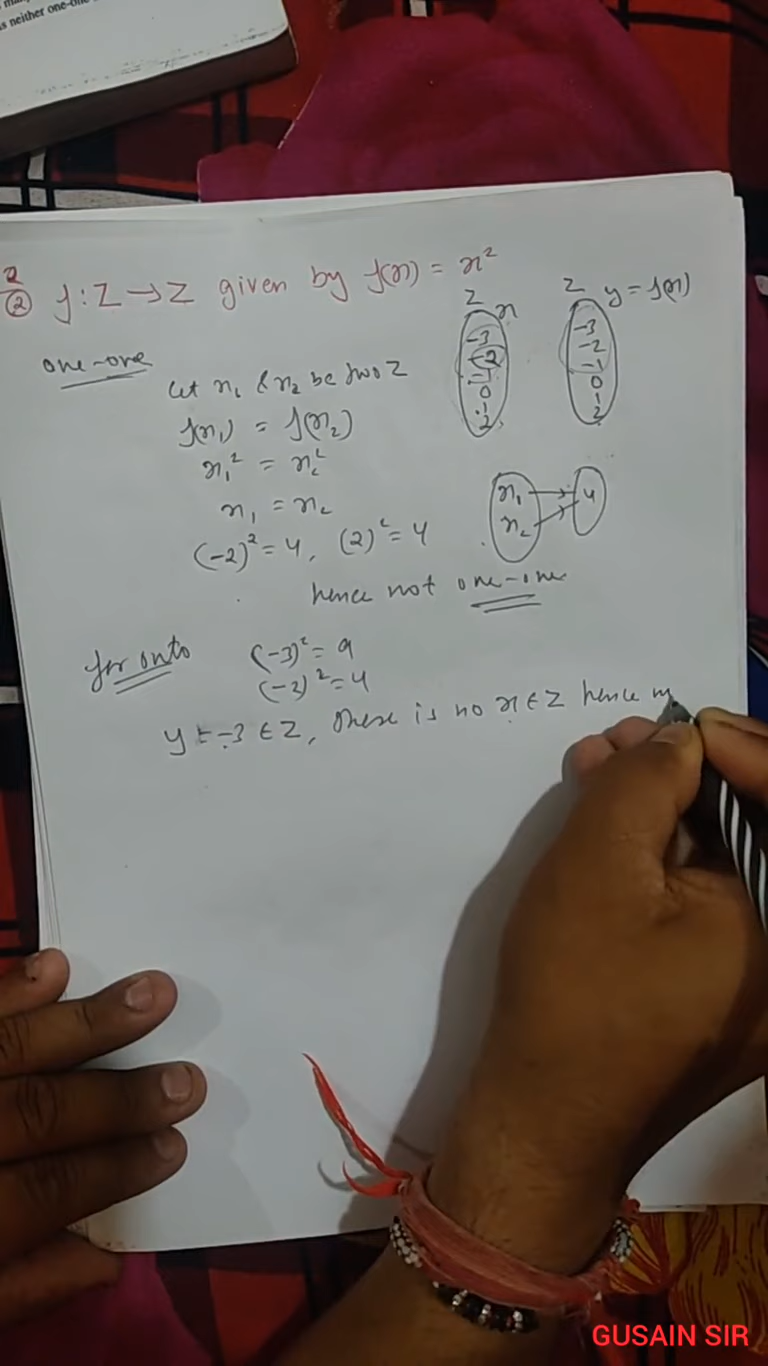 s neither one-one
Q
② f : Z → Z given by f(x) = x²
one-one
Let x₁ & x₂ be two Z
f(x₁) = f(x₂)
x₁² = x₂²
x₁ = x₂
(-2)² = 4, (2)² = 4
hence not one-one
Z x
-3
-2
-1
0
1
2
Z y = f(x)
-3
-2
-1
0
1
2
x₁
x₂
4
for onto
(-3)² = 9
(-2)² = 4
y = -3 ∈ Z, there is no x ∈ Z hence n
GUSAIN SIR